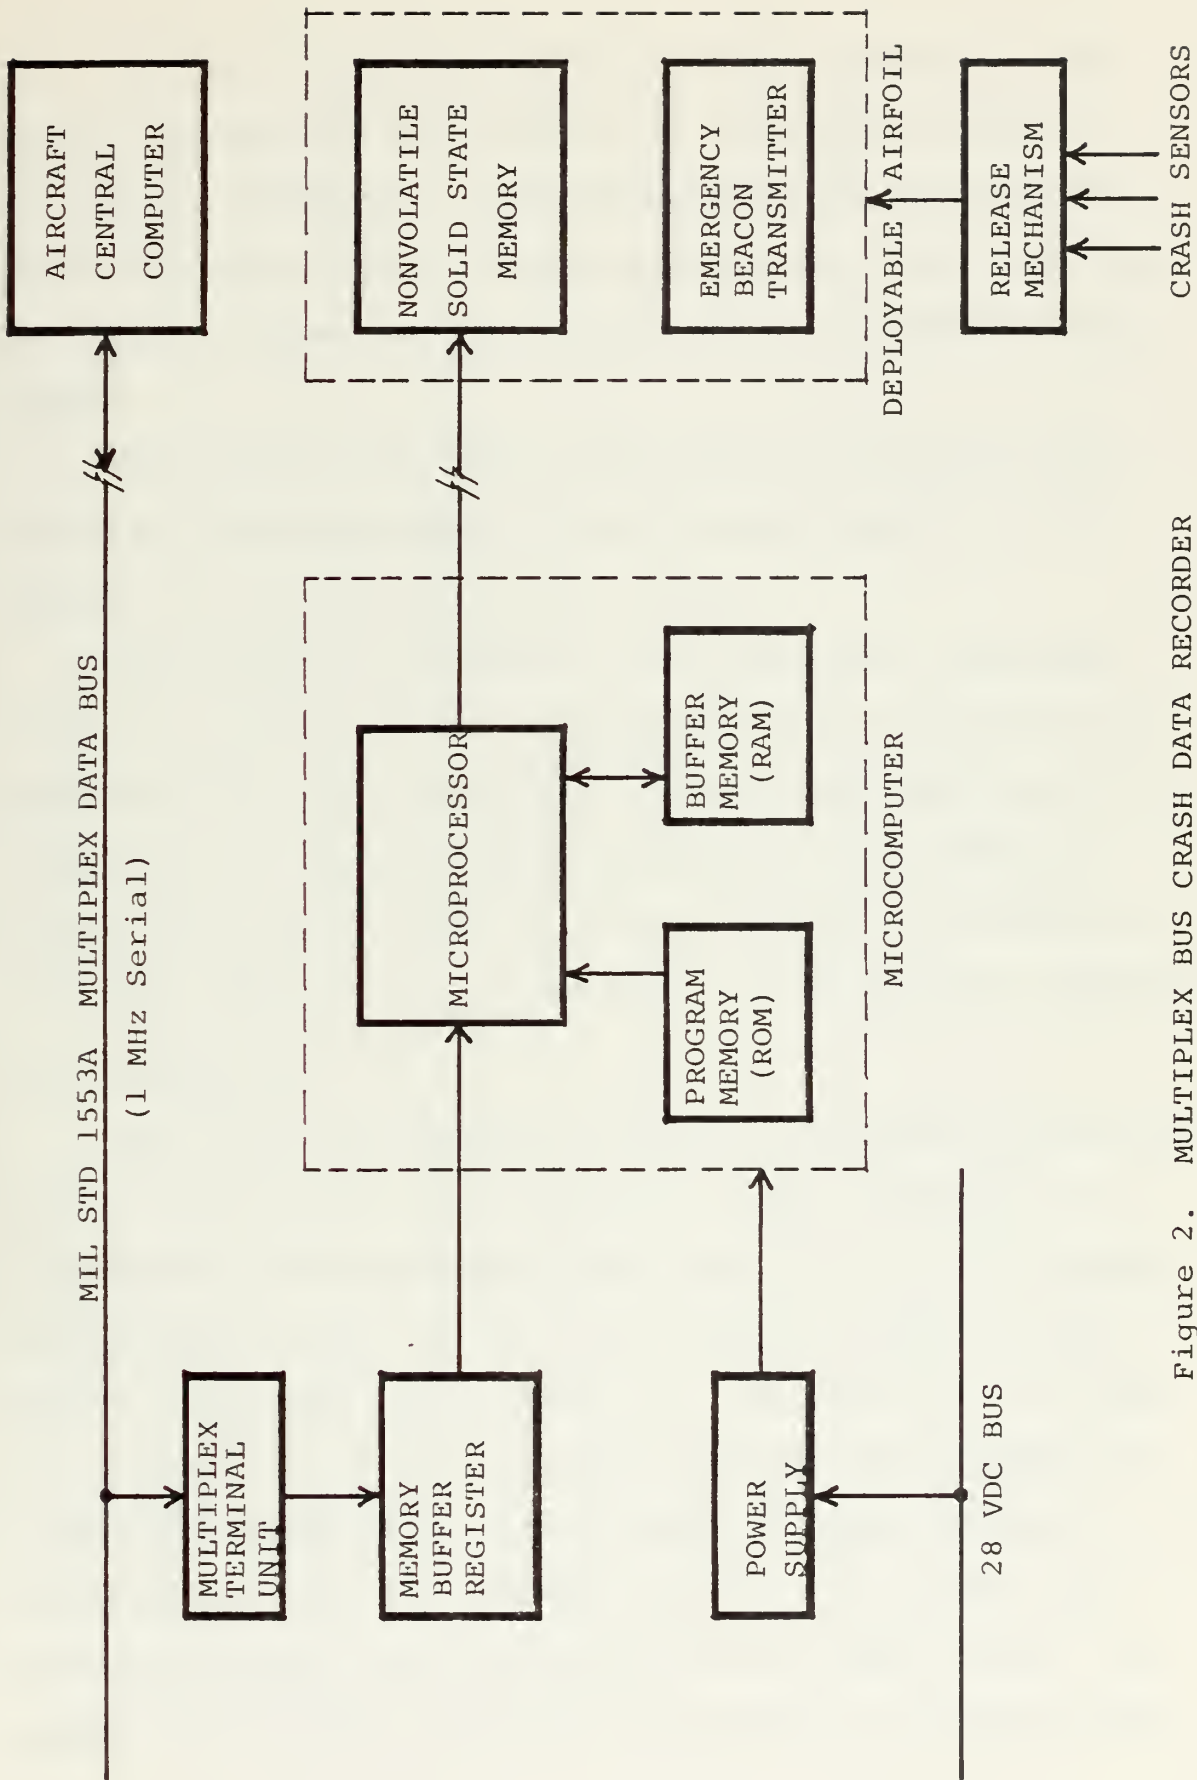 MIL STD 1553A MULTIPLEX DATA BUS
(1 MHz Serial)
AIRCRAFT
CENTRAL
COMPUTER
MULTIPLEX
TERMINAL
UNIT
MEMORY
BUFFER
REGISTER
MICROPROCESSOR
NONVOLATILE
SOLID STATE
MEMORY
PROGRAM
MEMORY
(ROM)
BUFFER
MEMORY
(RAM)
EMERGENCY
BEACON
TRANSMITTER
POWER
SUPPLY
MICROCOMPUTER
DEPLOYABLE AIRFOIL
28 VDC BUS
RELEASE
MECHANISM
CRASH SENSORS
Figure 2. MULTIPLEX BUS CRASH DATA RECORDER